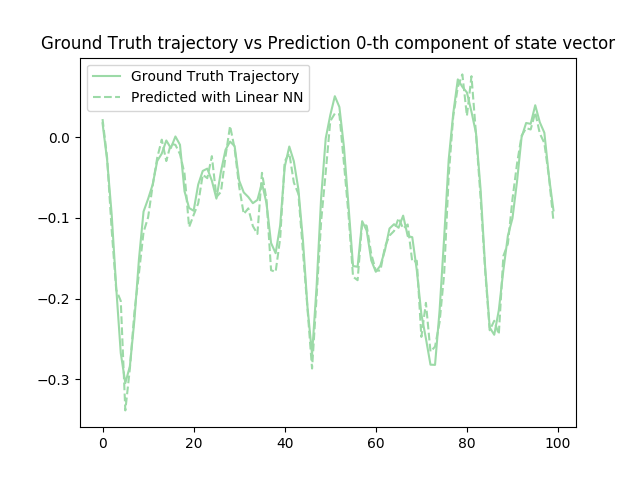 Ground Truth trajectory vs Prediction 0-th component of state vector
Ground Truth Trajectory
Predicted with Linear NN
0.0
−0.1
−0.2
−0.3
0 20 40 60 80 100